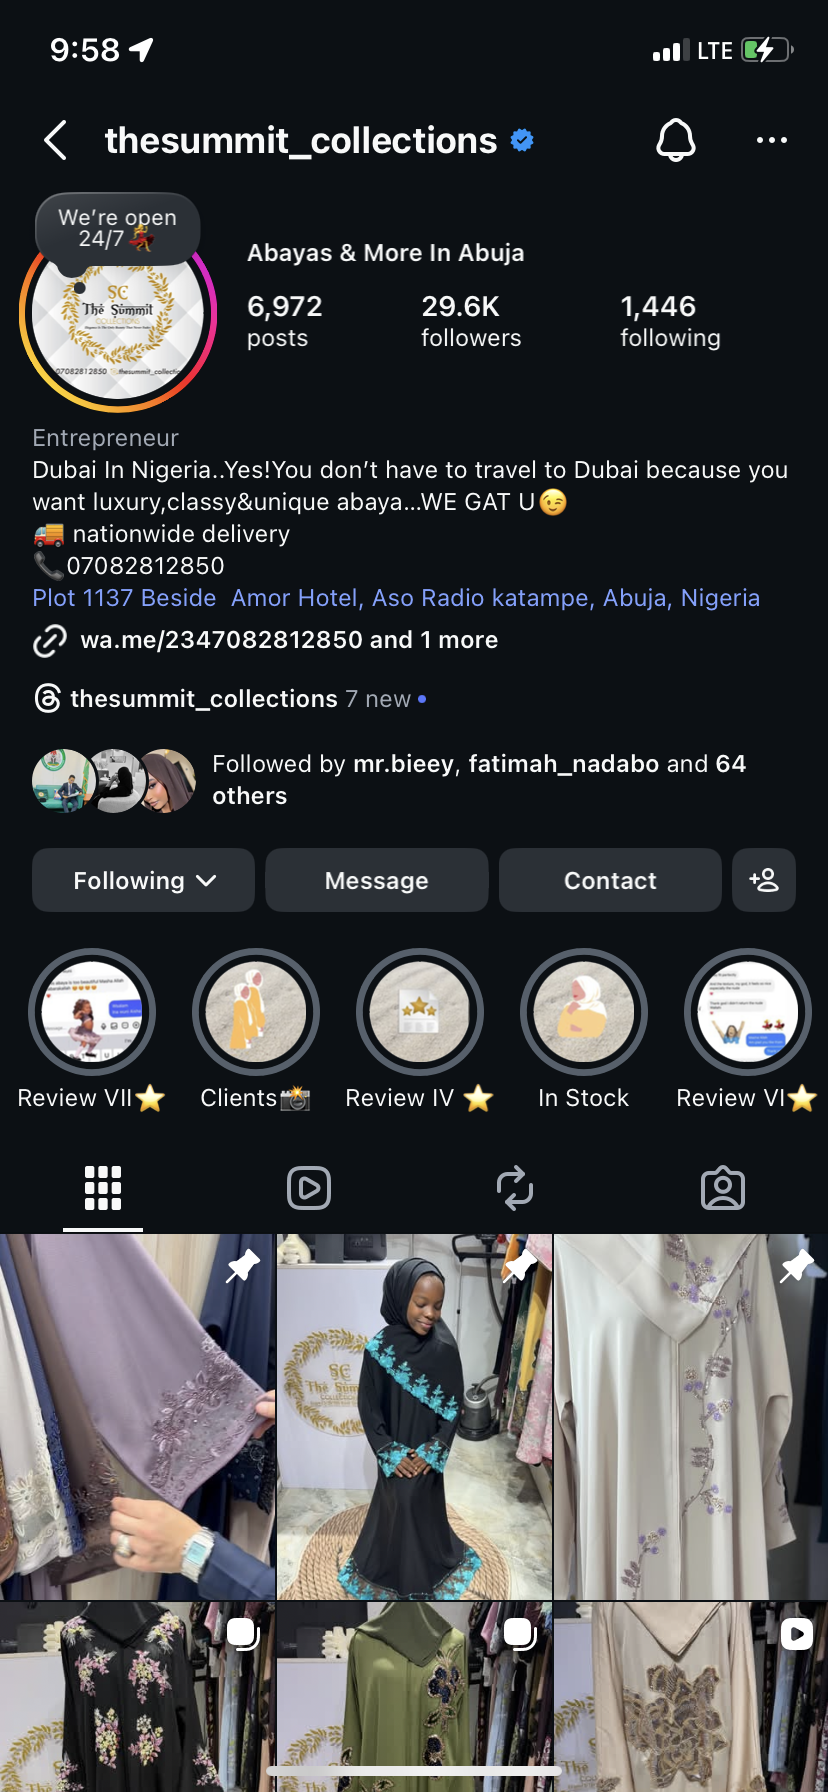 9:58
LTE
thesummit_collections
We're open
24/7
Abayas & More In Abuja
SC
The Summit
COLLECTIONS
07082812850
6,972
posts
29.6K
followers
1,446
following
Entrepreneur
Dubai In Nigeria..Yes!You don't have to travel to Dubai because you
want luxury,classy&unique abaya...WE GAT U😉
🚚 nationwide delivery
📞07082812850
Plot 1137 Beside Amor Hotel, Aso Radio katampe, Abuja, Nigeria
wa.me/2347082812850 and 1 more
thesummit_collections 7 new
Followed by mr.bieey, fatimah_nadabo and 64
others
Following
Message
Contact
Review VII⭐
Clients📸
Review IV ⭐
In Stock
Review VI⭐
SC
The Sum